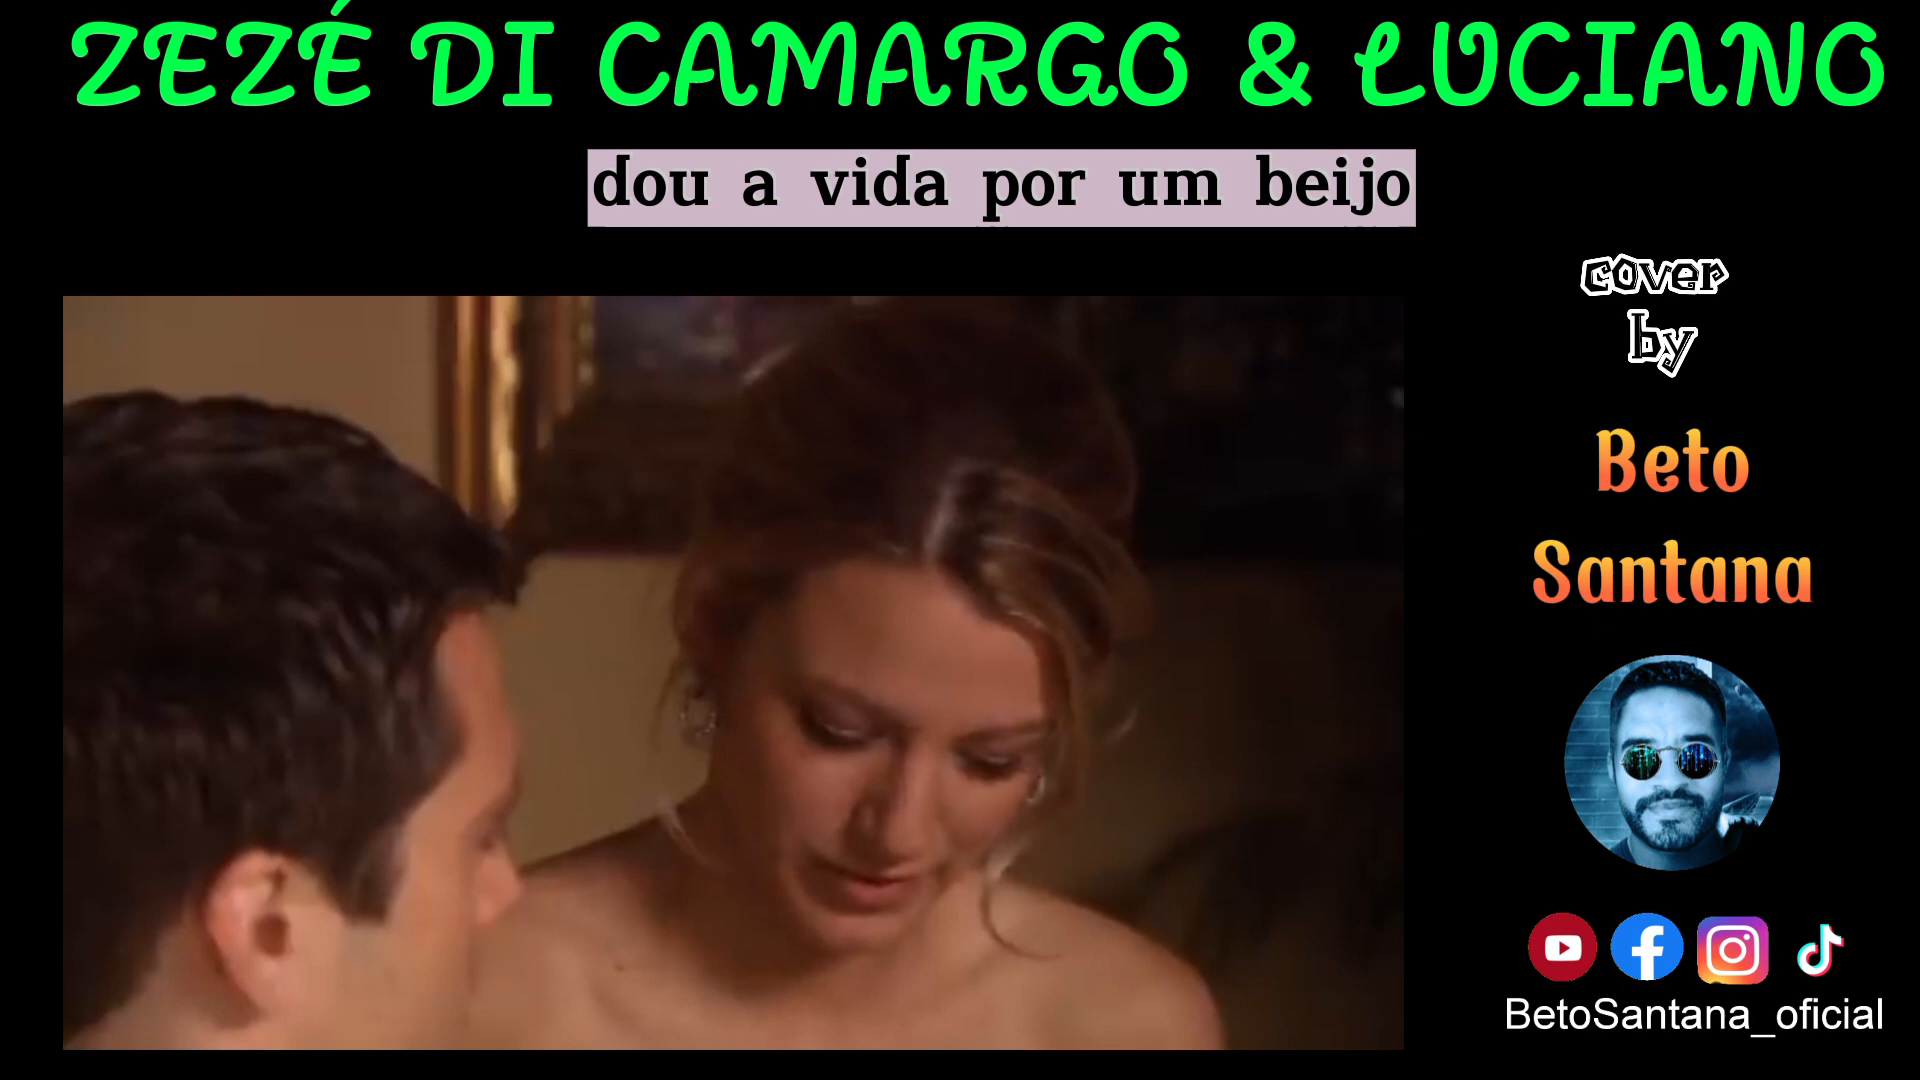 ZEZÉ DI CAMARGO & LUCIANO
dou a vida por um beijo
cover
by
Beto
Santana
BetoSantana_oficial